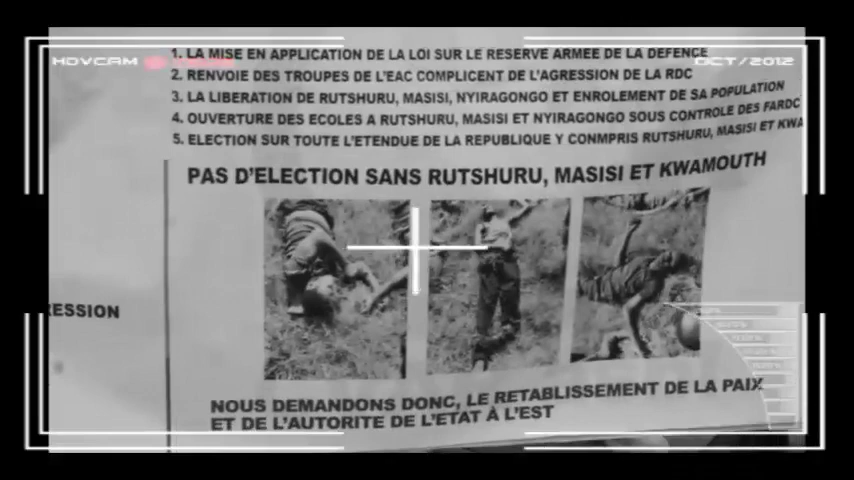 HOVCAM
OCT/2012
1. LA MISE EN APPLICATION DE LA LOI SUR LE RESERVE ARMEE DE LA DEFENCE
2. RENVOIE DES TROUPES DE L'EAC COMPLICENT DE L'AGRESSION DE LA RDC
3. LA LIBERATION DE RUTSHURU, MASISI, NYIRAGONGO ET ENROLEMENT DE SA POPULATION
4. OUVERTURE DES ECOLES A RUTSHURU, MASISI ET NYIRAGONGO SOUS CONTROLE DES FARDC
5. ELECTION SUR TOUTE L'ETENDUE DE LA REPUBLIQUE Y CONMPRIS RUTSHURU, MASISI ET KWA
PAS D'ELECTION SANS RUTSHURU, MASISI ET KWAMOUTH
RESSION
NOUS DEMANDONS DONC, LE RETABLISSEMENT DE LA PAIX
ET DE L'AUTORITE DE L'ETAT À L'EST